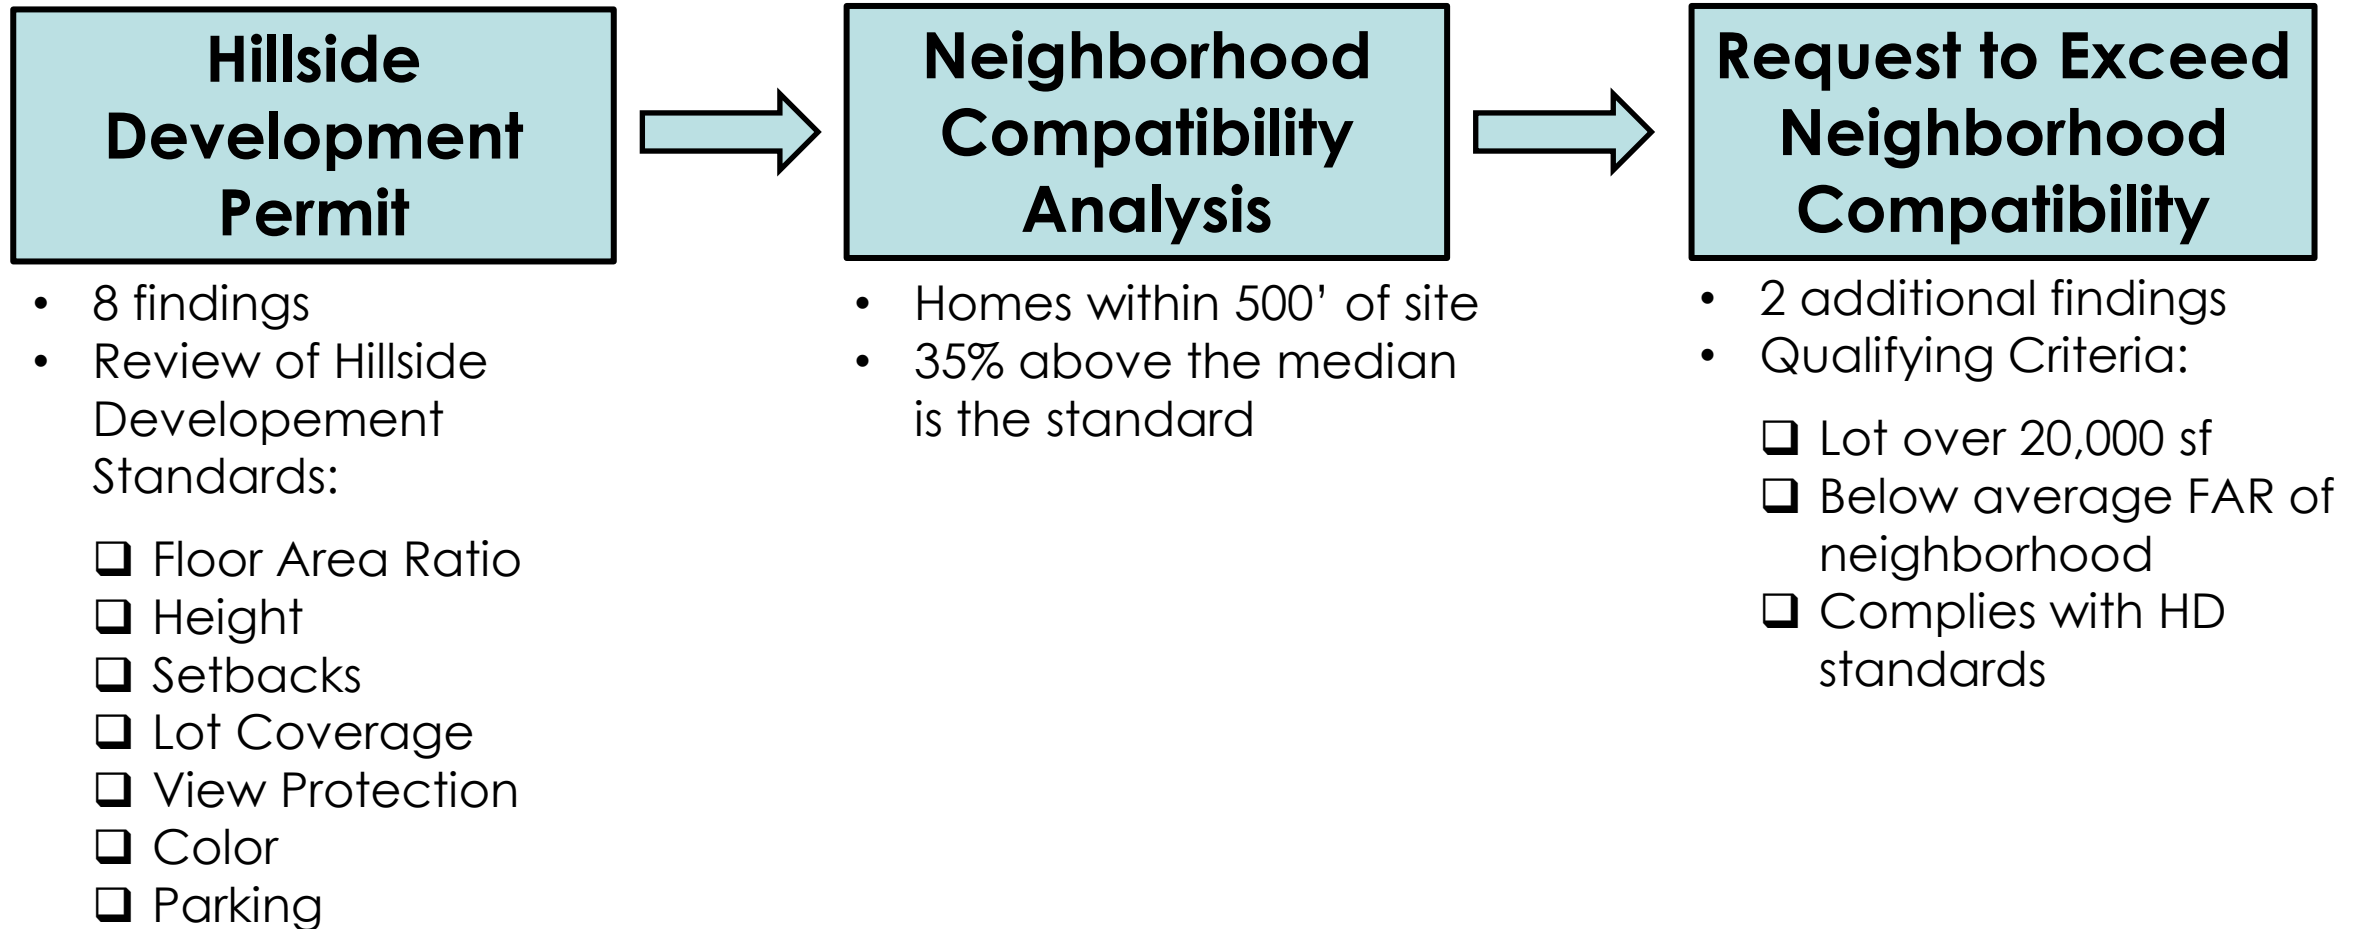 Hillside
Development
Permit
• 8 findings
• Review of Hillside
Developement
Standards:
❑ Floor Area Ratio
❑ Height
❑ Setbacks
❑ Lot Coverage
❑ View Protection
❑ Color
❑ Parking
Neighborhood
Compatibility
Analysis
• Homes within 500’ of site
• 35% above the median
is the standard
Request to Exceed
Neighborhood
Compatibility
• 2 additional findings
• Qualifying Criteria:
❑ Lot over 20,000 sf
❑ Below average FAR of
neighborhood
❑ Complies with HD
standards